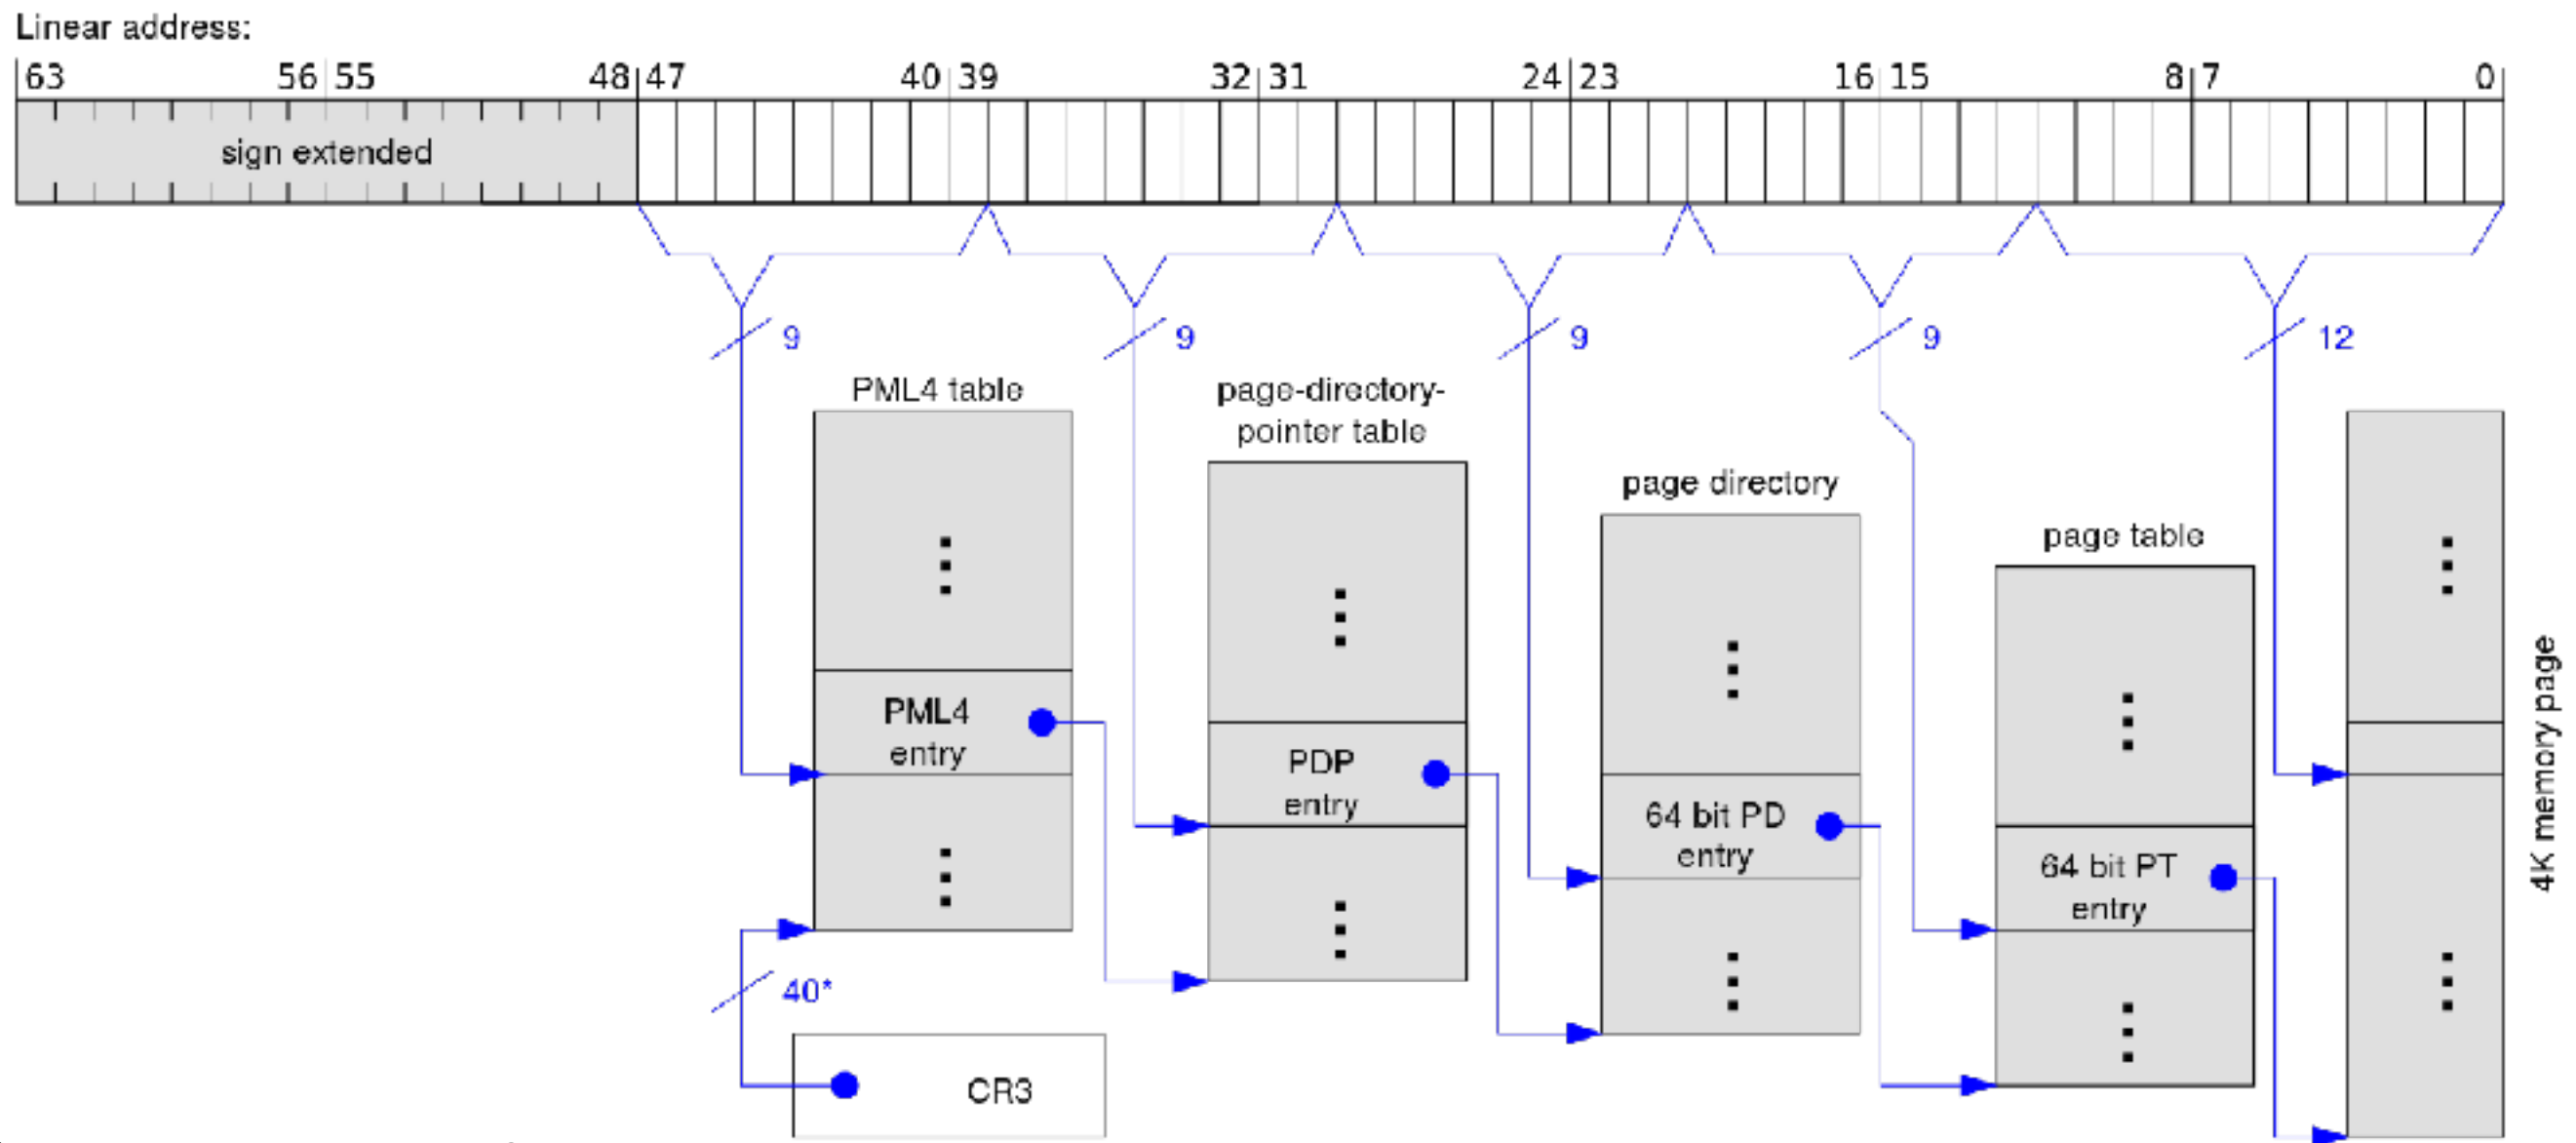 Linear address:
63 56 55 48 47 40 39 32 31 24 23 16 15 8 7 0
sign extended
9 9 9 9 12
PML4 table
page-directory-
pointer table
page directory
page table
PML4
entry
PDP
entry
64 bit PD
entry
64 bit PT
entry
4K memory page
40*
CR3